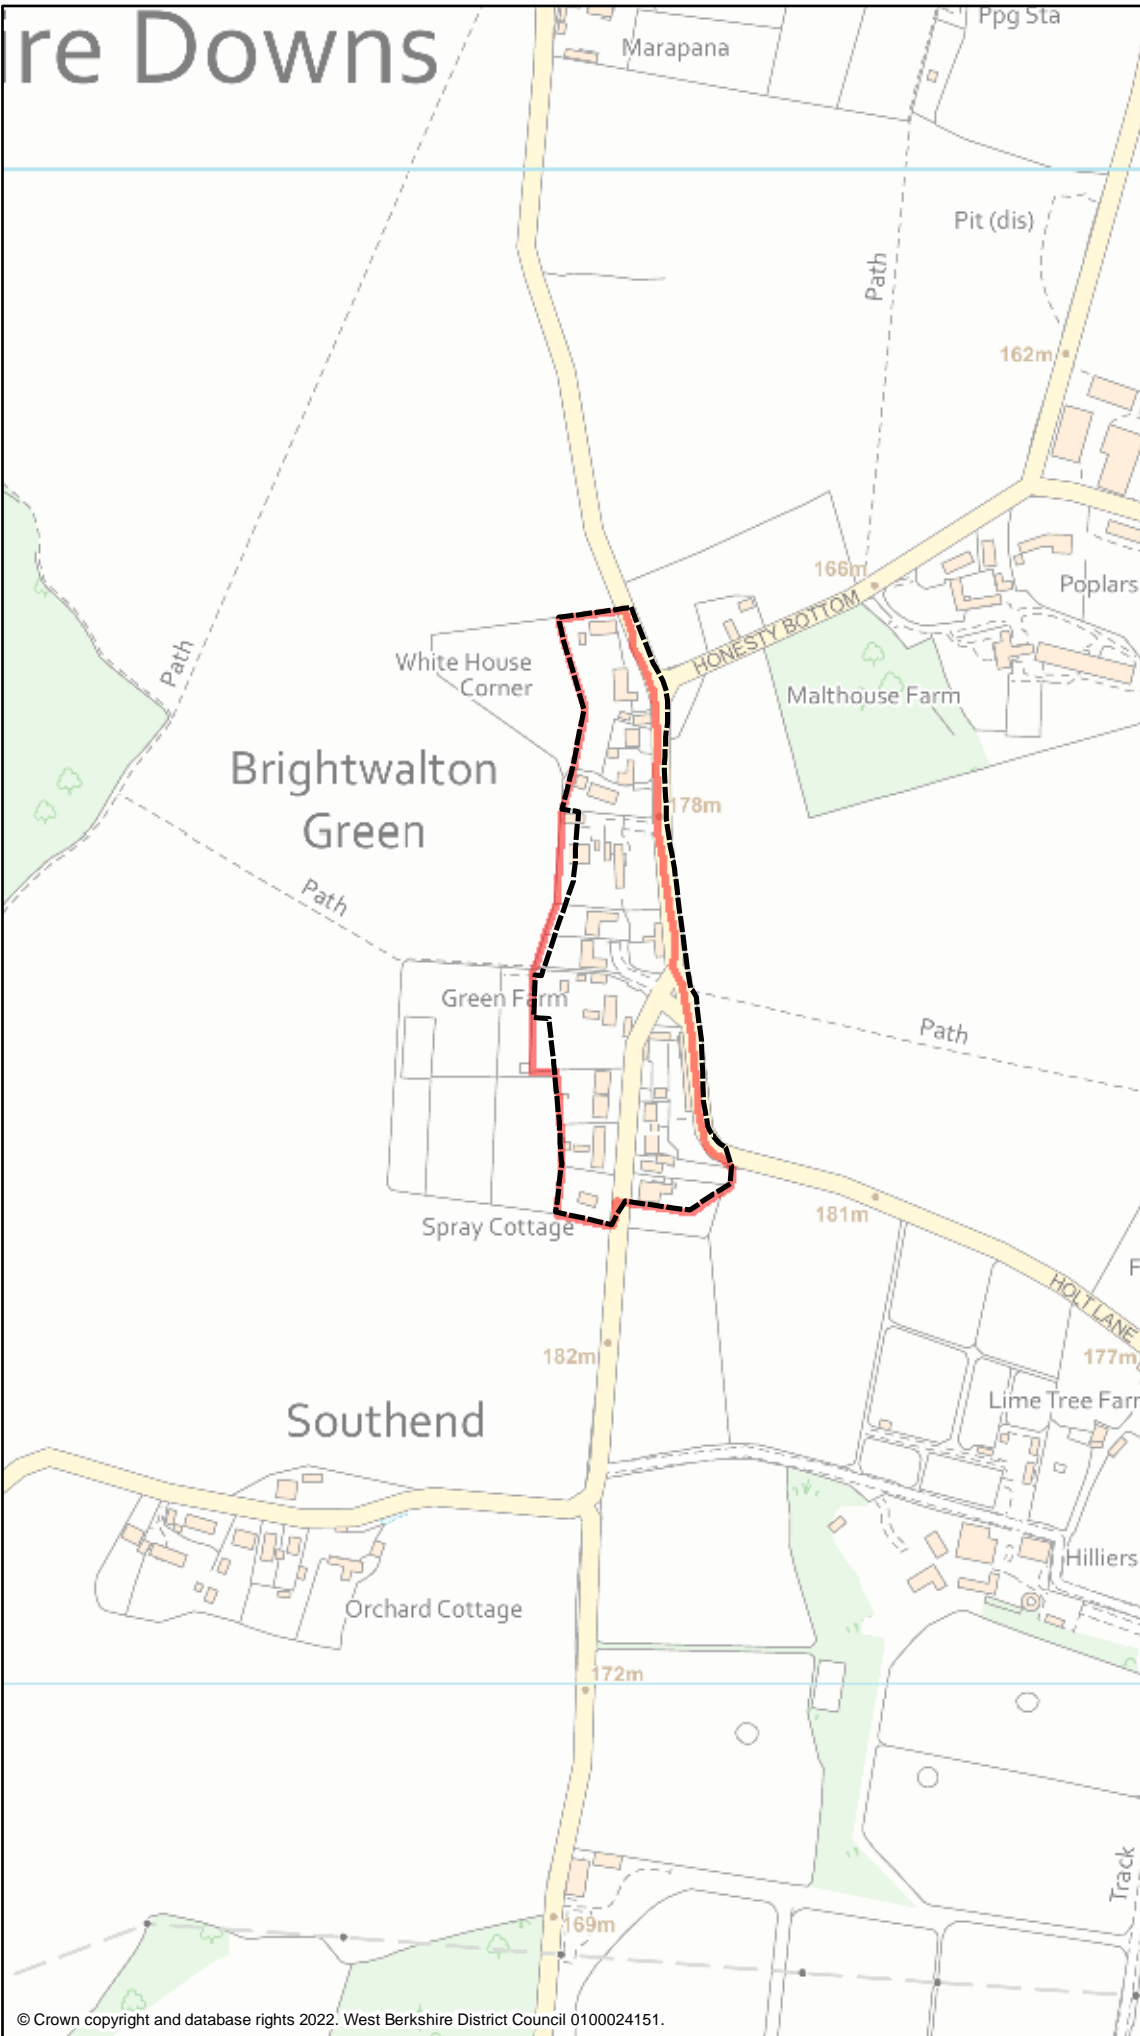 ire Downs
Marapana
Ppg Sta
Pit (dis)
Path
162m
166m
HONESTY BOTTOM
Poplars
Path
White House
Corner
Malthouse Farm
Brightwalton
Green
178m
Path
Green Farm
Path
Spray Cottage
181m
HOLT LANE
F
182m
177m
Lime Tree Farr
Southend
Hilliers
Orchard Cottage
172m
Track
169m
© Crown copyright and database rights 2022. West Berkshire District Council 0100024151.